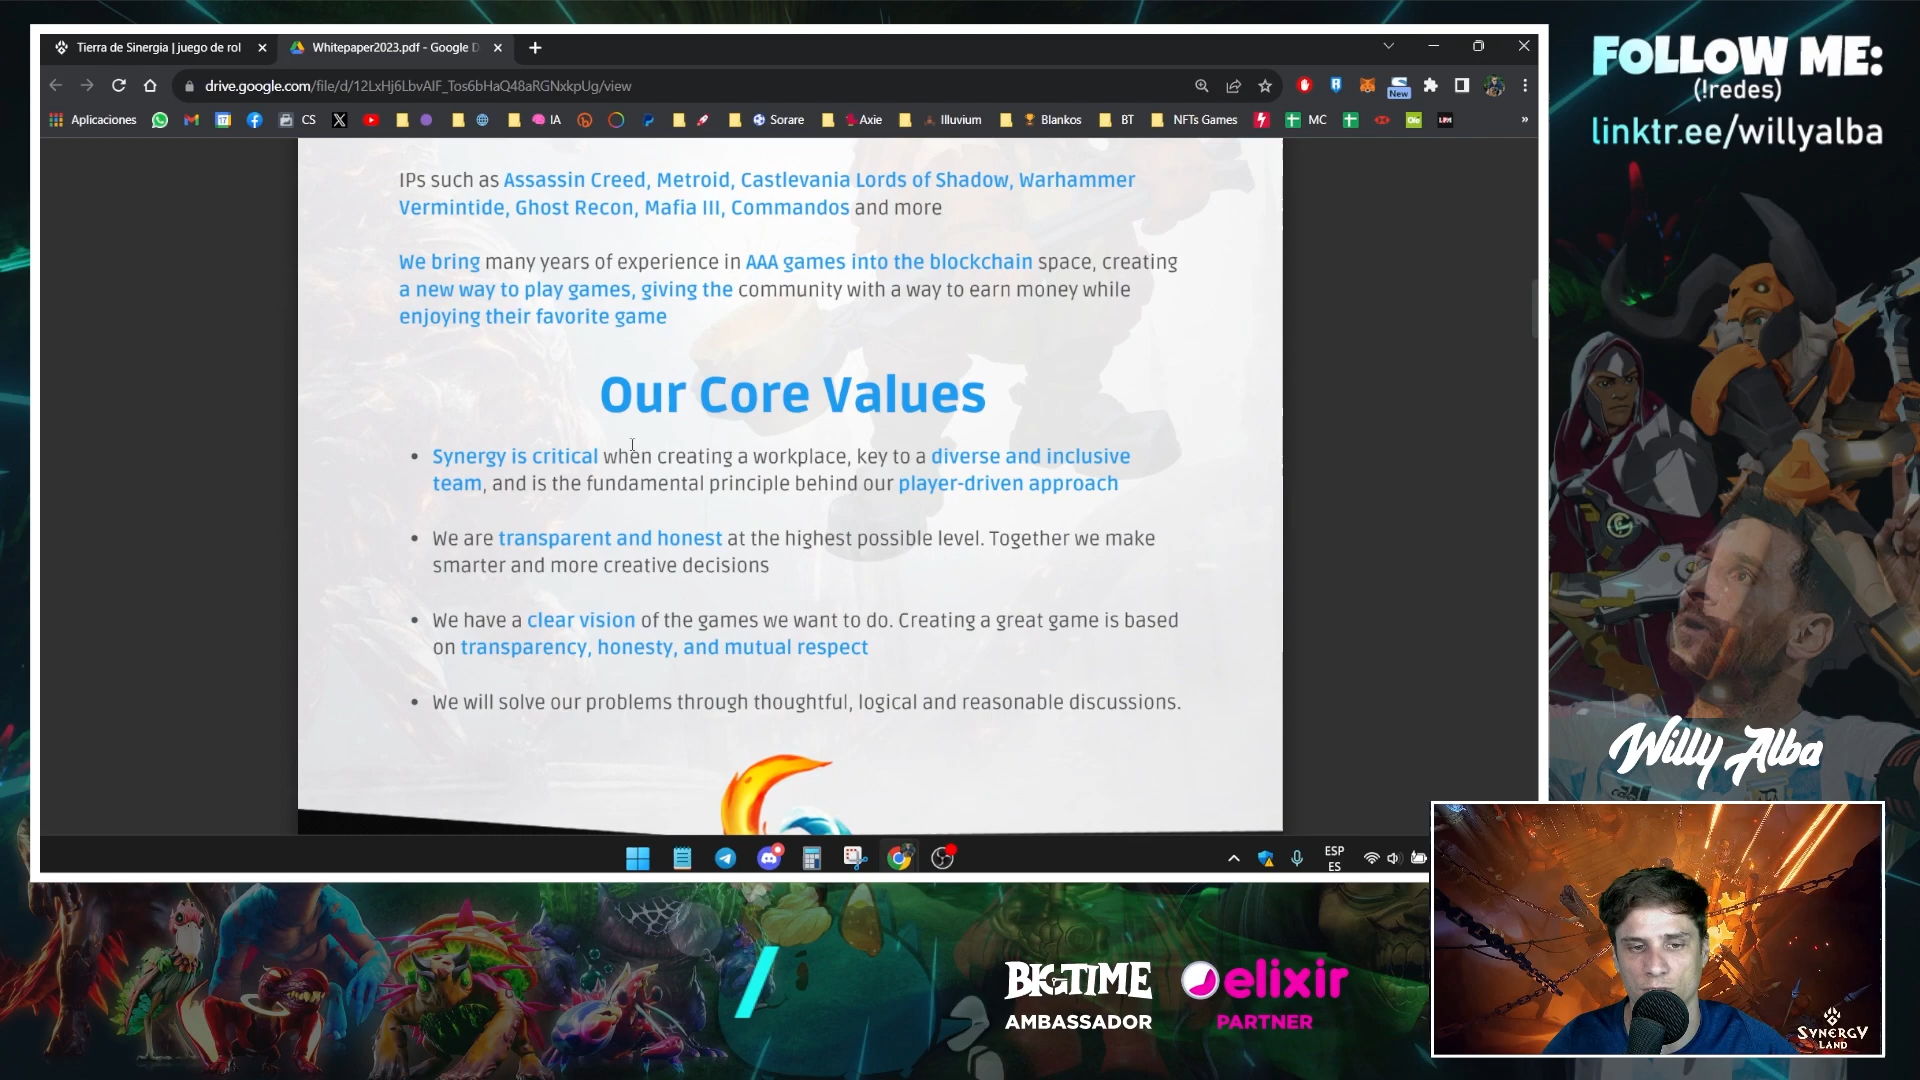 Tierra de Sinergia | juego de rol
Whitepaper2023.pdf - Google D
drive.google.com/file/d/12LxHj6LbvAIF_Tos6bHaQ48aRGNxkpUg/view
New
Aplicaciones
CS
IA
Sorare
Axie
Illuvium
Blankos
BT
NFTs Games
MC
»
IPs such as Assassin Creed, Metroid, Castlevania Lords of Shadow, Warhammer
Vermintide, Ghost Recon, Mafia III, Commandos and more
We bring many years of experience in AAA games into the blockchain space, creating
a new way to play games, giving the community with a way to earn money while
enjoying their favorite game
Our Core Values
• Synergy is critical when creating a workplace, key to a diverse and inclusive
team, and is the fundamental principle behind our player-driven approach
• We are transparent and honest at the highest possible level. Together we make
smarter and more creative decisions
• We have a clear vision of the games we want to do. Creating a great game is based
on transparency, honesty, and mutual respect
• We will solve our problems through thoughtful, logical and reasonable discussions.
ESP
ES
FOLLOW ME:
(!redes)
linktr.ee/willyalba
Willy Alba
BIGTIME
AMBASSADOR
elixir
PARTNER
SYNERGY
LAND